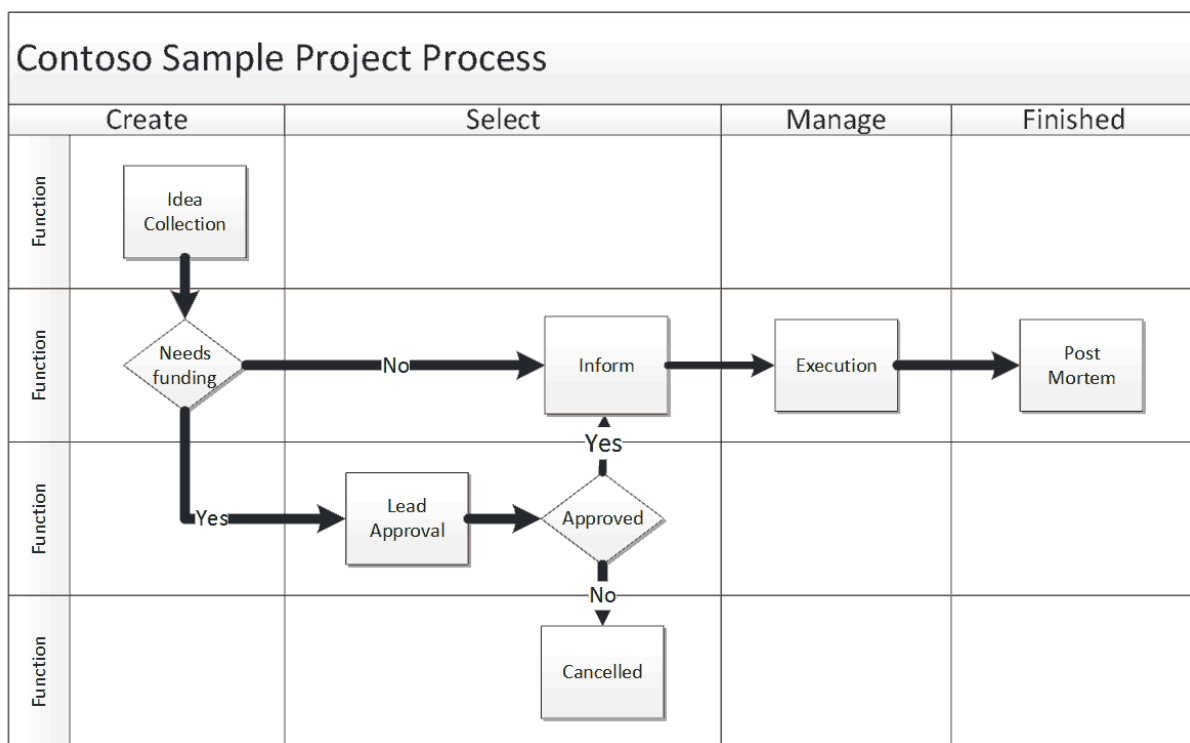 Contoso Sample Project Process
Create
Select
Manage
Finished
Function
Idea
Collection
Function
Needs
funding
No
Inform
Execution
Post
Mortem
Yes
Function
Yes
Lead
Approval
Approved
No
Function
Cancelled